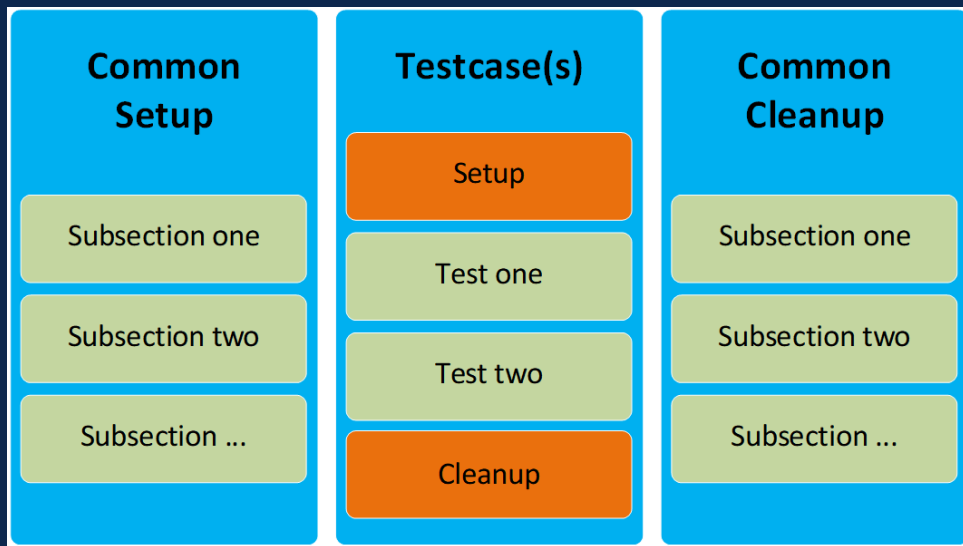 Common
Setup
Subsection one
Subsection two
Subsection ...
Testcase(s)
Setup
Test one
Test two
Cleanup
Common
Cleanup
Subsection one
Subsection two
Subsection ...